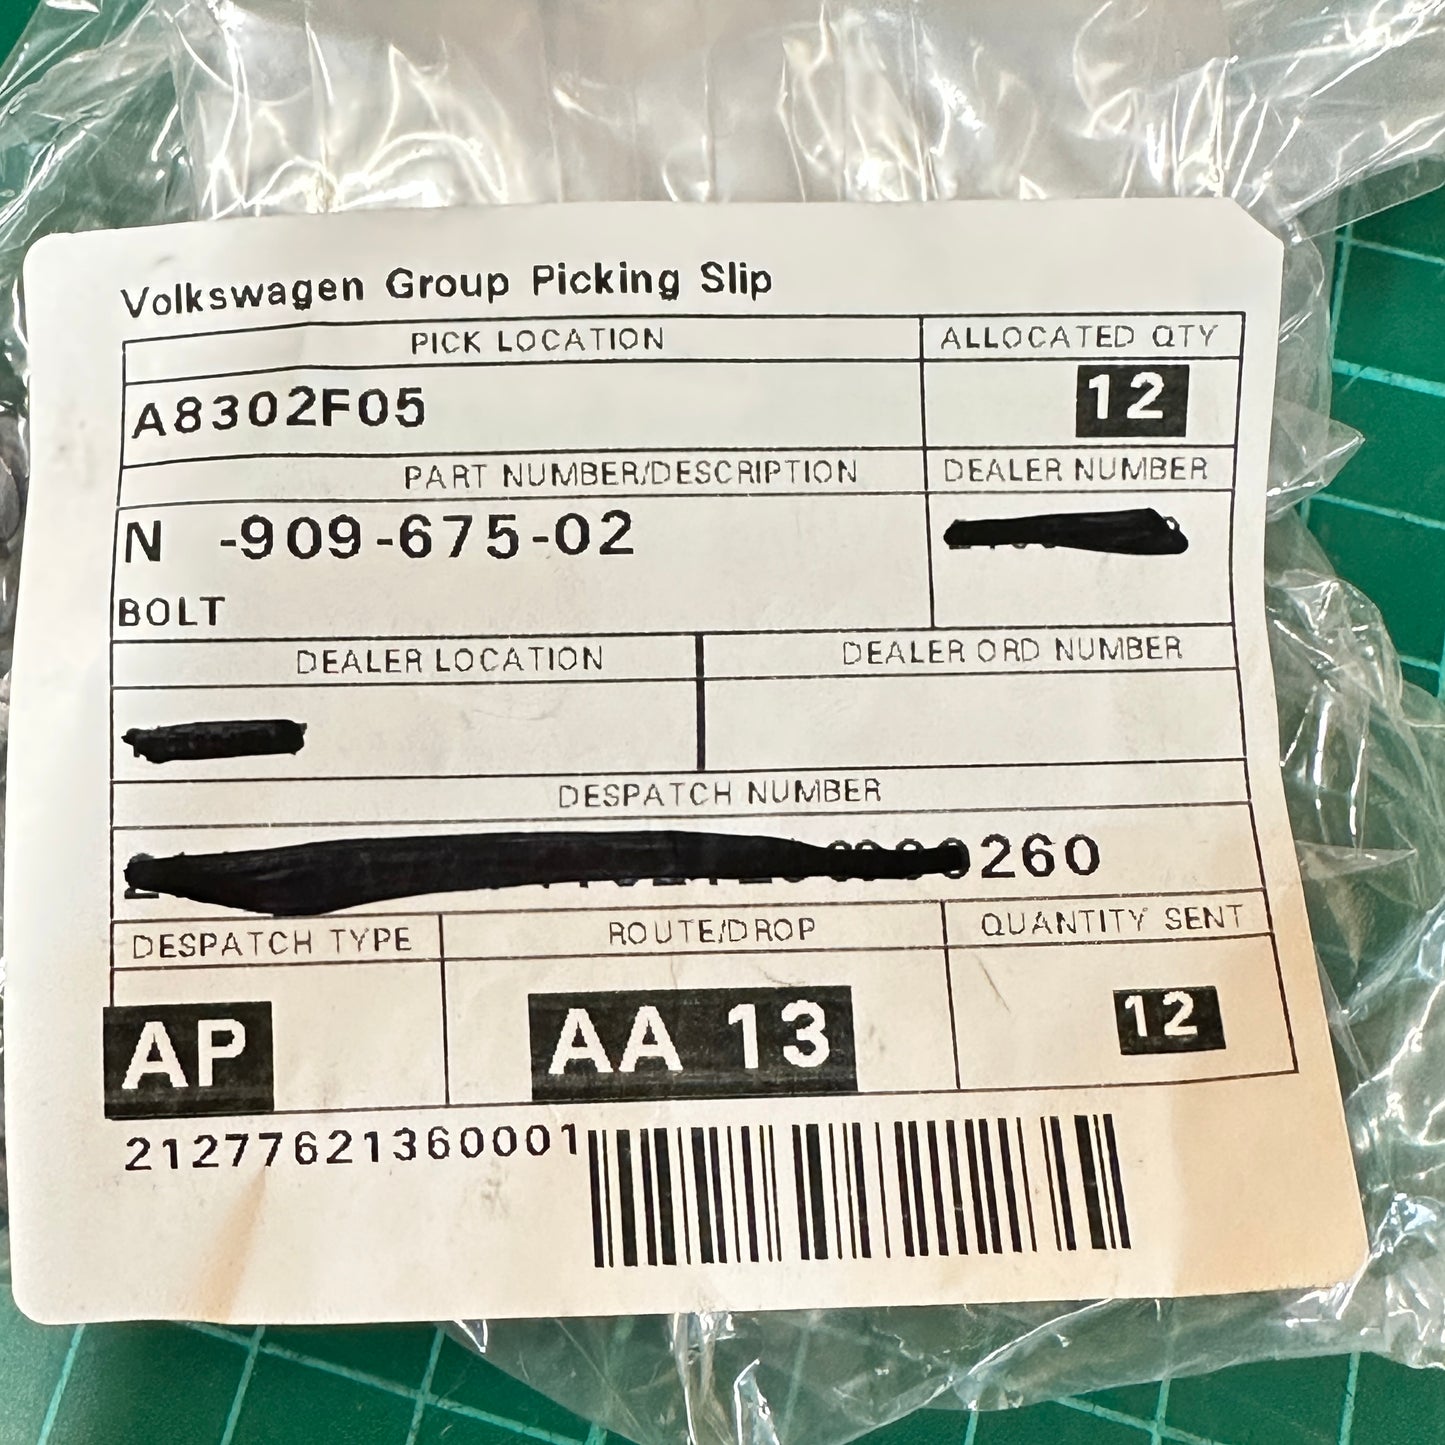 Volkswagen Group Picking Slip
PICK LOCATION
ALLOCATED QTY
A8302F05
12
PART NUMBER/DESCRIPTION
DEALER NUMBER
N -909-675-02
BOLT
DEALER LOCATION
DEALER ORD NUMBER
DESPATCH NUMBER
260
DESPATCH TYPE
ROUTE/DROP
QUANTITY SENT
AP
AA 13
12
21277621360001